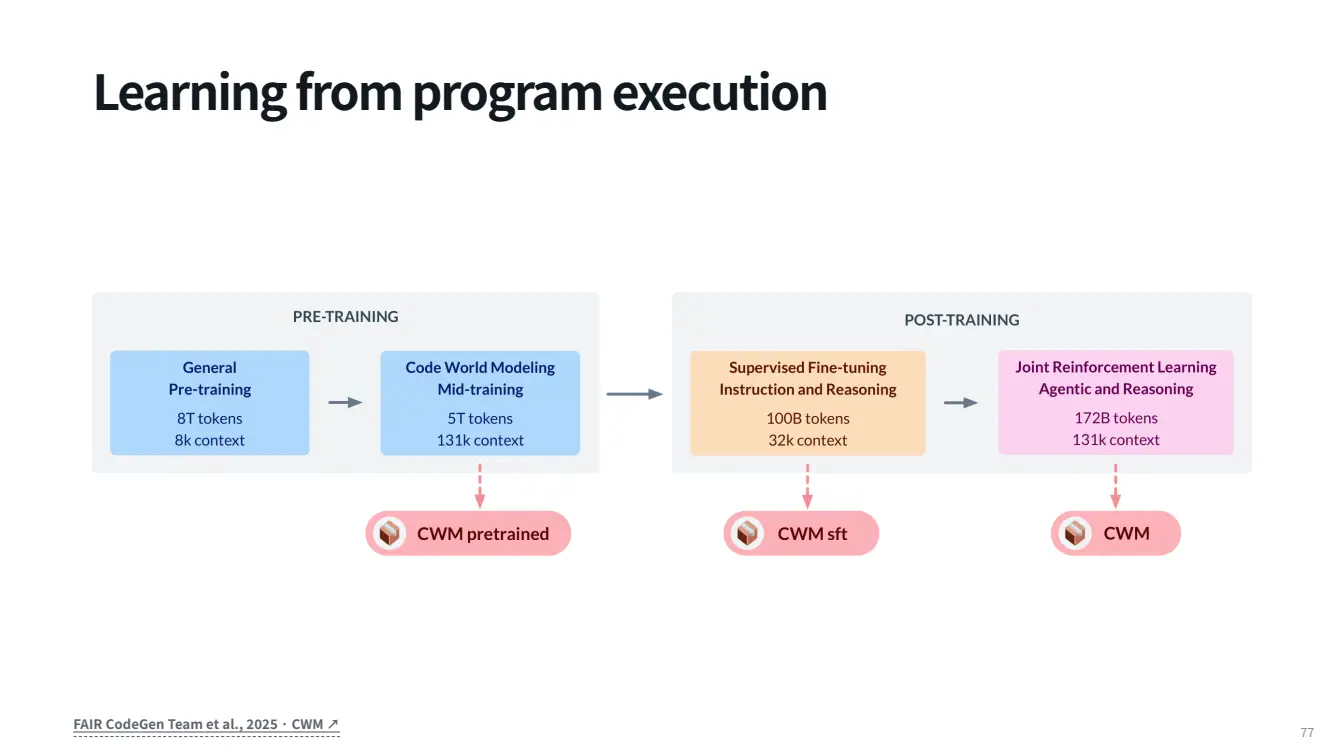 Learning from program execution
PRE-TRAINING
General
Pre-training
8T tokens
8k context
Code World Modeling
Mid-training
5T tokens
131k context
CWM pretrained
POST-TRAINING
Supervised Fine-tuning
Instruction and Reasoning
100B tokens
32k context
CWM sft
Joint Reinforcement Learning
Agentic and Reasoning
172B tokens
131k context
CWM
FAIR CodeGen Team et al., 2025 · CWM ↗
77